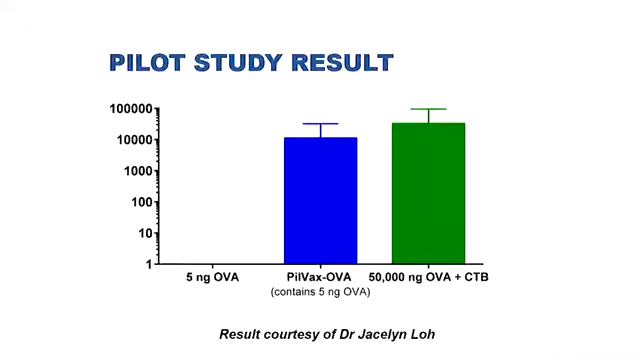 PILOT STUDY RESULT
100000
10000
1000
100
10
1
5 ng OVA
PilVax-OVA
(contains 5 ng OVA)
50,000 ng OVA + CTB
Result courtesy of Dr Jacelyn Loh